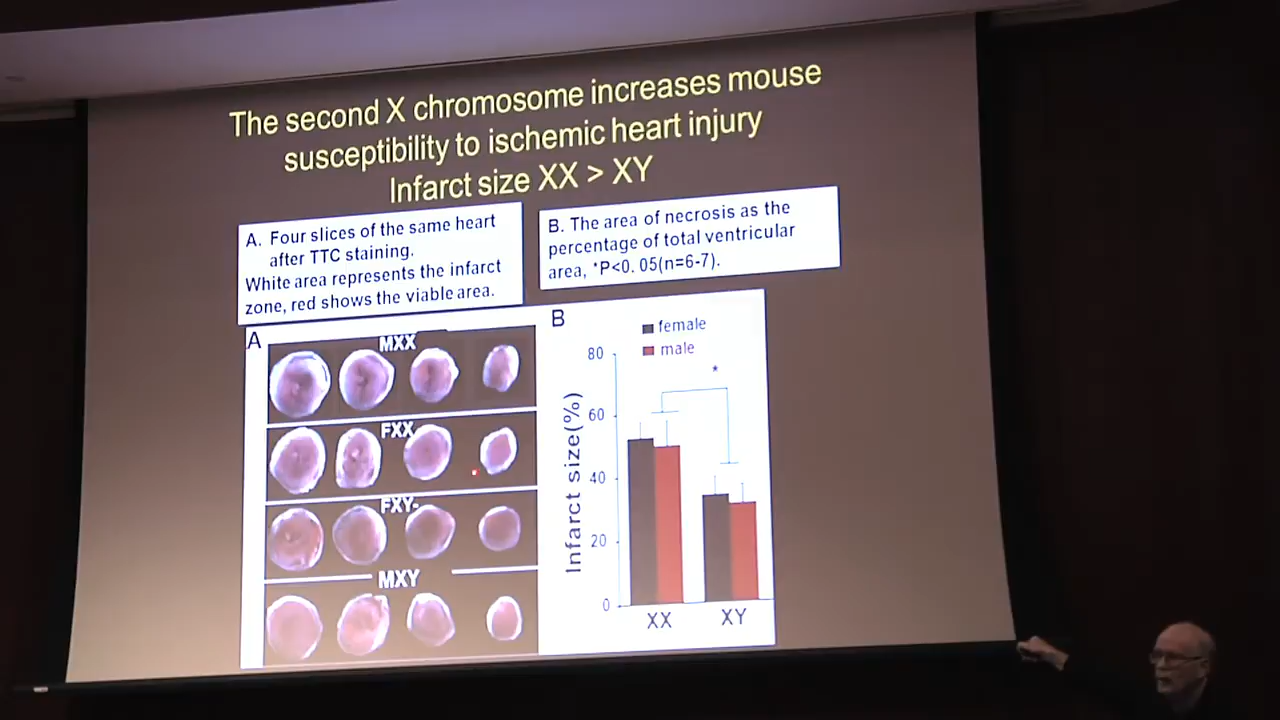 The second X chromosome increases mouse
susceptibility to ischemic heart injury
Infarct size XX > XY
A. Four slices of the same heart
after TTC staining.
White area represents the infarct
zone, red shows the viable area.
B. The area of necrosis as the
percentage of total ventricular
area, *P<0. 05(n=6-7).
A
MXX
FXX
FXY-
MXY
B
female
male
*
80
60
40
20
0
Infarct size(%)
XX
XY